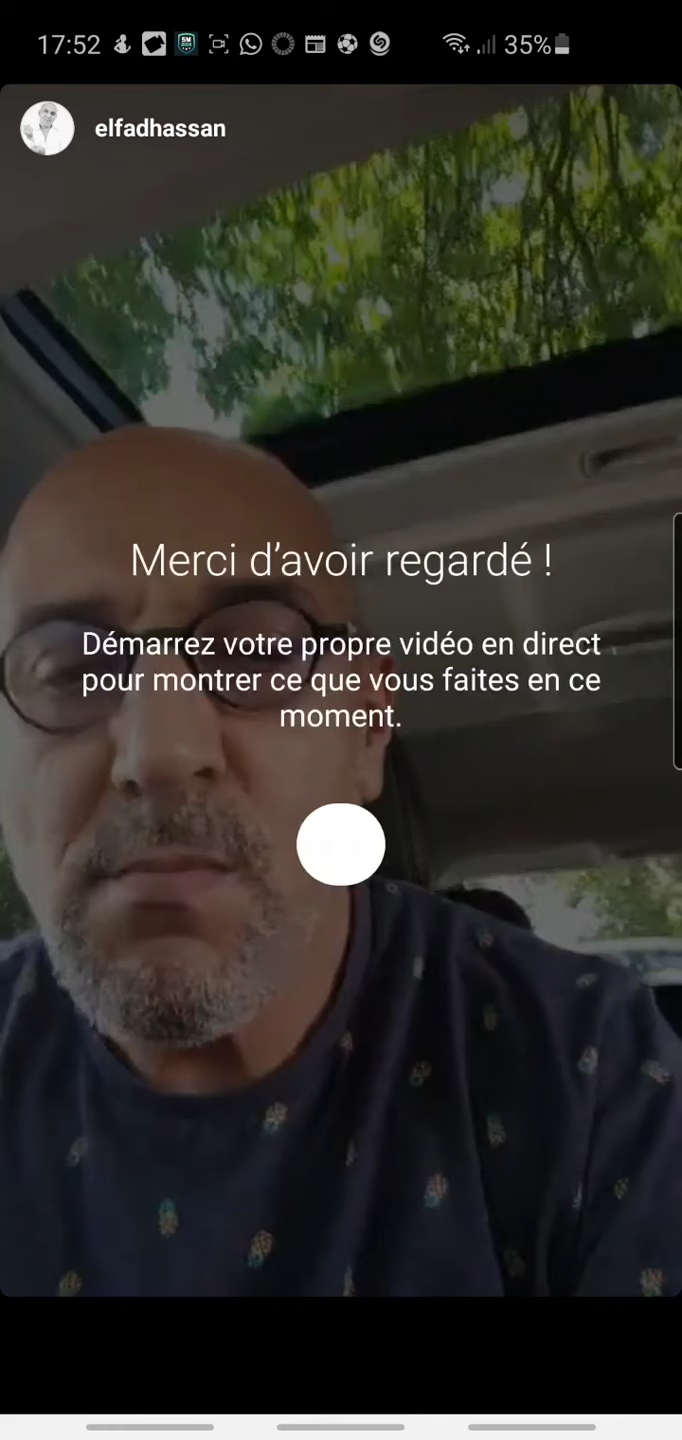 17:52 35%
elfadhassan
Merci d’avoir regardé !
Démarrez votre propre vidéo en direct
pour montrer ce que vous faites en ce
moment.